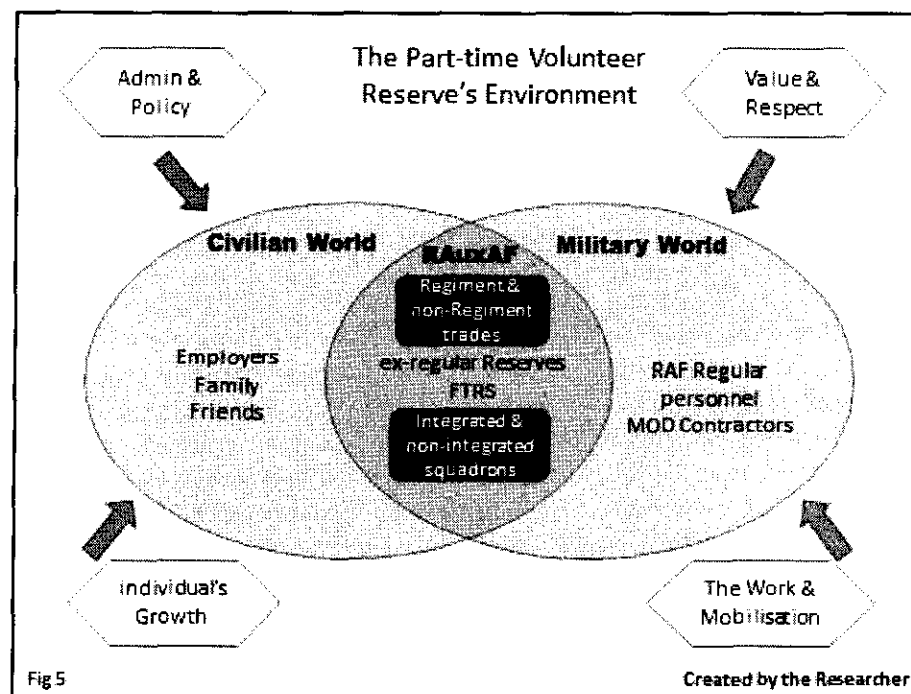 The Part-time Volunteer
Reserve's Environment
Admin &
Policy
Value &
Respect
Civilian World
RAuxAF
Military World
Regiment &
non-Regiment
trades
ex-regular Reserves
FTRS
Integrated &
non-integrated
squadrons
Employers
Family
Friends
RAF Regular
personnel
MOD Contractors
Individual's
Growth
The Work &
Mobilisation
Fig 5
Created by the Researcher